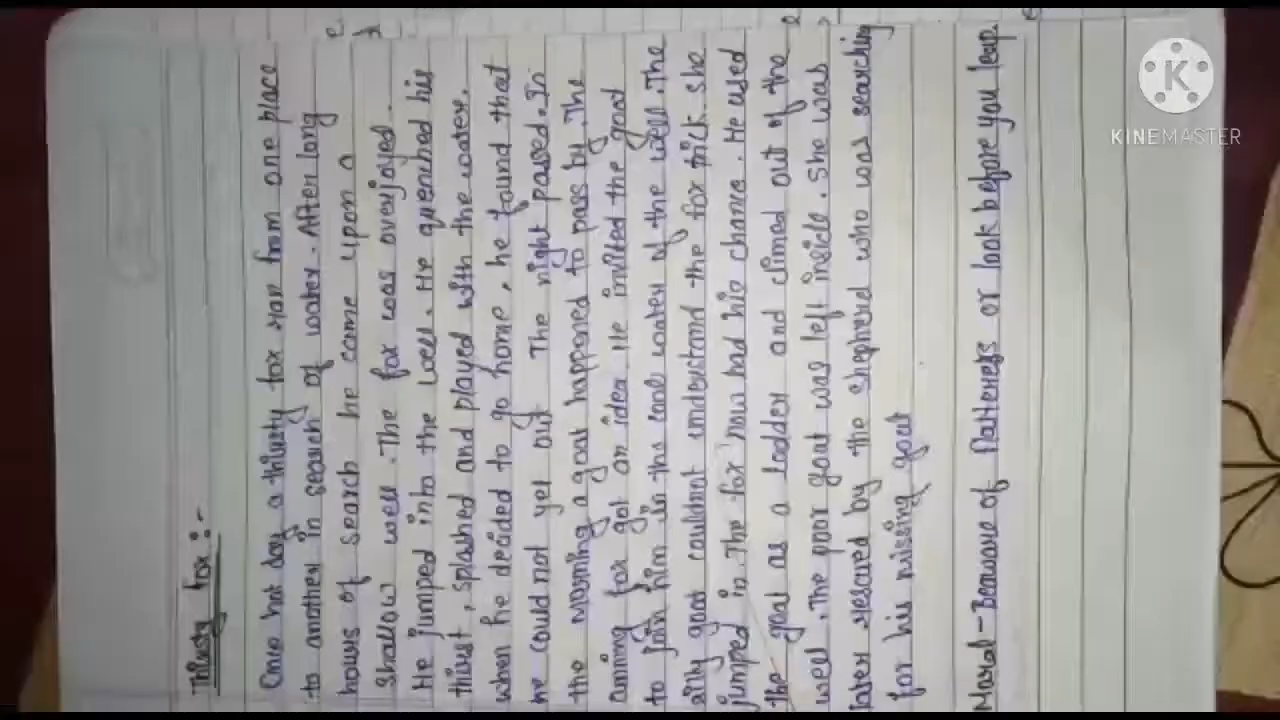 Thirsty Fox :-
One hot day a thirsty fox ran from one place
to another in search of water. After long
hours of search he come upon a
Shallow well. The fox was overjoyed.
He jumped into the well. He quenched his
thirst, splashed and played with the water.
when he decided to go home, he found that
he could not get out The night passed. In
the morning a goat happened to pass by. The
cunning fox got an idea He invited the good
to join him in the cool water of the well. The
silly goat couldnot understand the fox trick. She
jumped in. The fox now had his chance. He used
the goat as a ladder and climed out of the
well. The poor goat was left inside. She was
later rescued by the shepherd who was searching
for his missing goat
Moral - Beaware of flaterers or look before you leap.
KINEMASTER